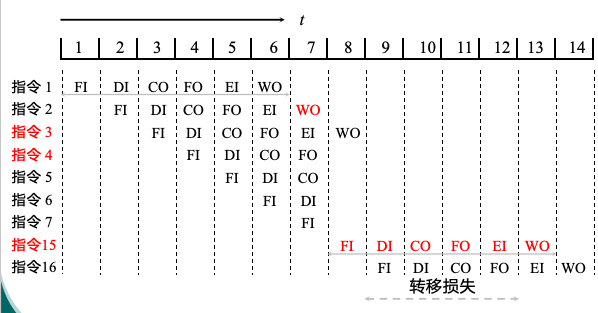 t
1 2 3 4 5 6 7 8 9 10 11 12 13 14
指令 1 FI DI CO FO EI WO
指令 2 FI DI CO FO EI WO
指令 3 FI DI CO FO EI WO
指令 4 FI DI CO FO
指令 5 FI DI CO
指令 6 FI DI
指令 7 FI
指令15 FI DI CO FO EI WO
指令16 FI DI CO FO EI WO
转移损失